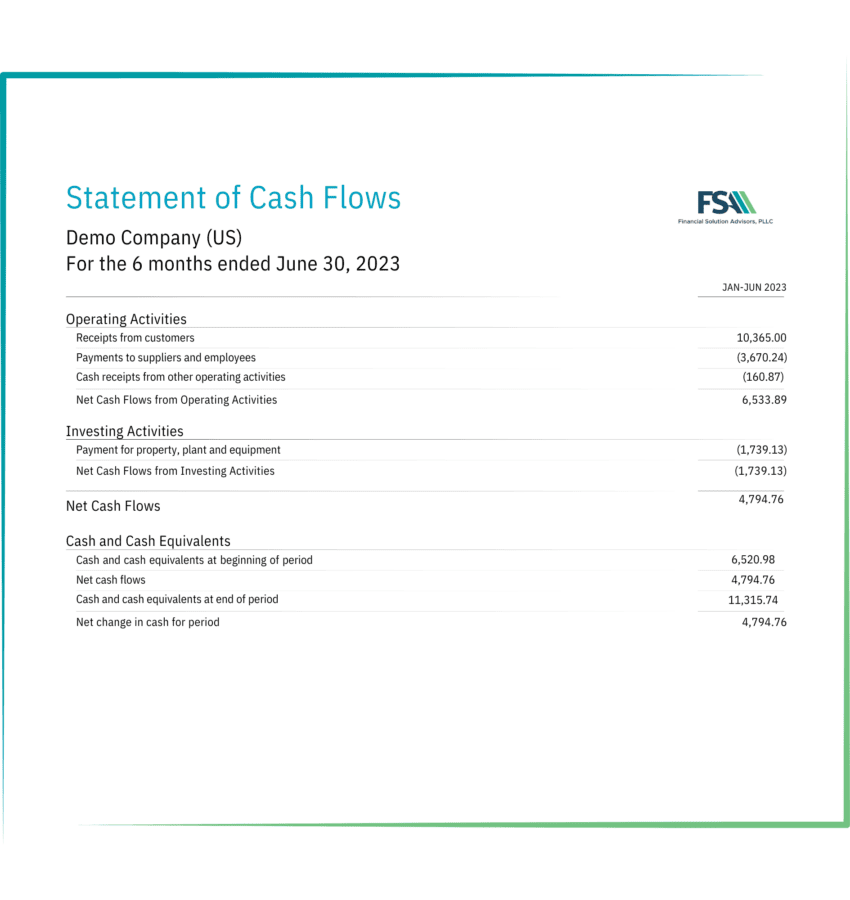 Statement of Cash Flows
FSA
Financial Solution Advisors, PLLC
Demo Company (US)
For the 6 months ended June 30, 2023
JAN-JUN 2023
Operating Activities
Receipts from customers 10,365.00
Payments to suppliers and employees (3,670.24)
Cash receipts from other operating activities (160.87)
Net Cash Flows from Operating Activities 6,533.89
Investing Activities
Payment for property, plant and equipment (1,739.13)
Net Cash Flows from Investing Activities (1,739.13)
Net Cash Flows 4,794.76
Cash and Cash Equivalents
Cash and cash equivalents at beginning of period 6,520.98
Net cash flows 4,794.76
Cash and cash equivalents at end of period 11,315.74
Net change in cash for period 4,794.76